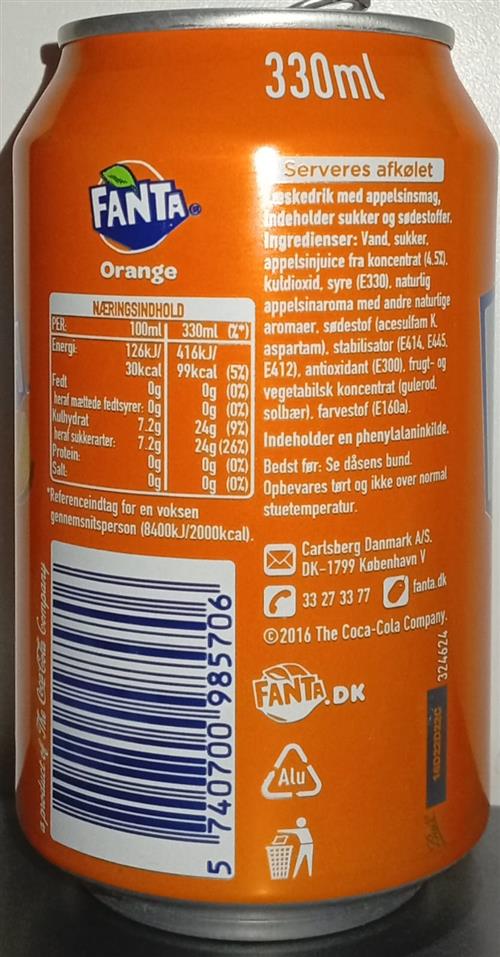 330ml
FANTA®
Orange
NÆRINGSINDHOLD
PER: 100ml 330ml (%*)
Energi: 126kJ/ 416kJ/
30kcal 99kcal (5%)
Fedt 0g 0g (0%)
heraf mættede fedtsyrer: 0g 0g (0%)
Kulhydrat 7.2g 24g (9%)
heraf sukkerarter: 7.2g 24g (26%)
Protein: 0g 0g (0%)
Salt: 0g 0g (0%)
*Referenceindtag for en voksen
gennemsnitsperson (8400kJ/2000kcal).
Serveres afkølet
Læskedrik med appelsinsmag,
Indeholder sukker og sødestoffer.
Ingredienser: Vand, sukker,
appelsinjuice fra koncentrat (4.5%),
kuldioxid, syre (E330), naturlig
appelsinaroma med andre naturlige
aromaer, sødestof (acesulfam K,
aspartam), stabilisator (E414, E445,
E412), antioxidant (E300), frugt- og
vegetabilsk koncentrat (gulerod,
solbær), farvestof (E160a).
Indeholder en phenylalaninkilde.
Bedst før: Se dåsens bund.
Opbevares tørt og ikke over normal
stuetemperatur.
Carlsberg Danmark A/S.
DK-1799 København V
33 27 33 77 fanta.dk
©2016 The Coca-Cola Company.
FANTA.DK
Alu
324624
16D22D22C
a product of The Coca-Cola Company
5 740700 985706